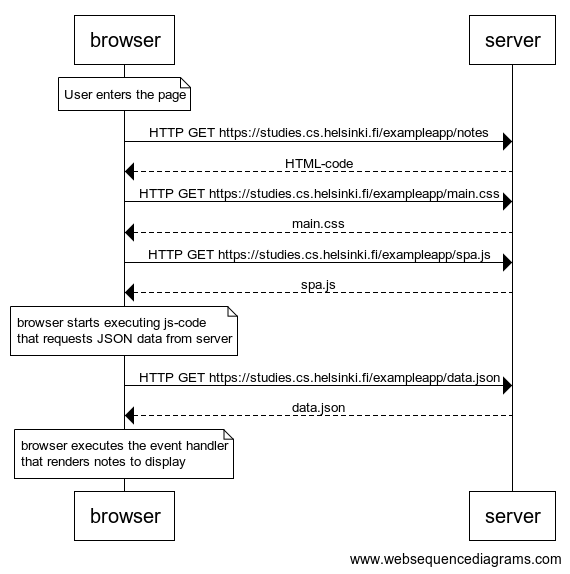 browser
server
User enters the page
HTTP GET https://studies.cs.helsinki.fi/exampleapp/notes
HTML-code
HTTP GET https://studies.cs.helsinki.fi/exampleapp/main.css
main.css
HTTP GET https://studies.cs.helsinki.fi/exampleapp/spa.js
spa.js
browser starts executing js-code
that requests JSON data from server
HTTP GET https://studies.cs.helsinki.fi/exampleapp/data.json
data.json
browser executes the event handler
that renders notes to display
browser
server
www.websequencediagrams.com